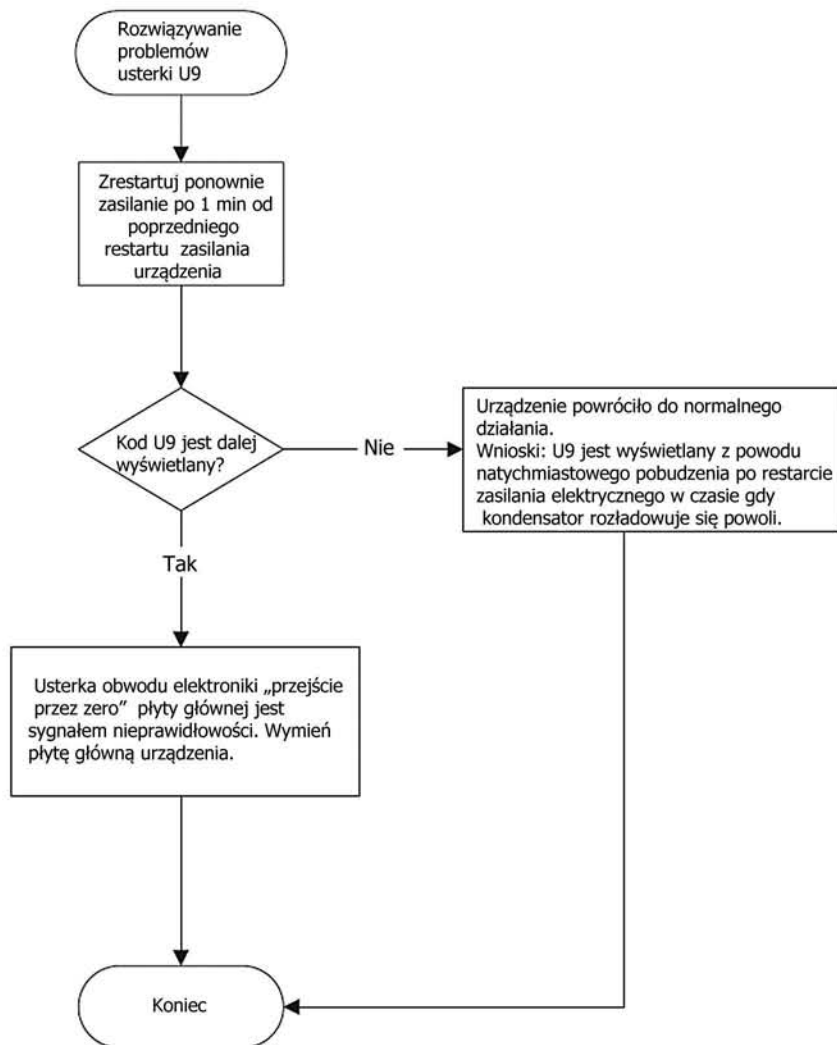 Rozwiązywanie
problemów
usterki U9
Zrestartuj ponownie
zasilanie po 1 min od
poprzedniego
restartu zasilania
urządzenia
Kod U9 jest dalej
wyświetlany?
Nie
Urządzenie powróciło do normalnego
działania.
Wnioski: U9 jest wyświetlany z powodu
natychmiastowego pobudzenia po restarcie
zasilania elektrycznego w czasie gdy
kondensator rozładowuje się powoli.
Tak
Usterka obwodu elektroniki „przejście
przez zero” płyty głównej jest
sygnałem nieprawidłowości. Wymień
płytę główną urządzenia.
Koniec